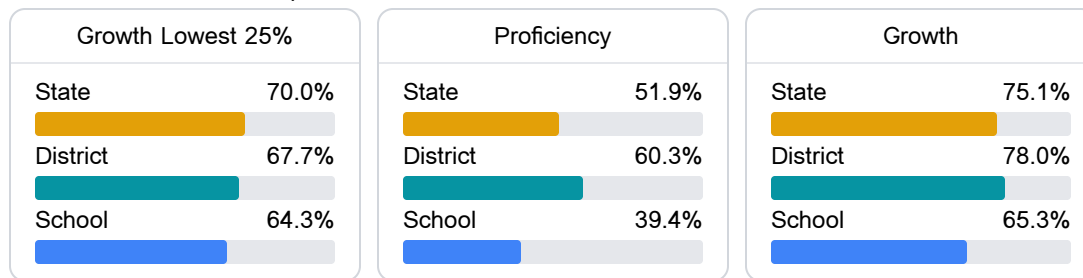 Growth Lowest 25%
State 70.0%
District 67.7%
School 64.3%
Proficiency
State 51.9%
District 60.3%
School 39.4%
Growth
State 75.1%
District 78.0%
School 65.3%